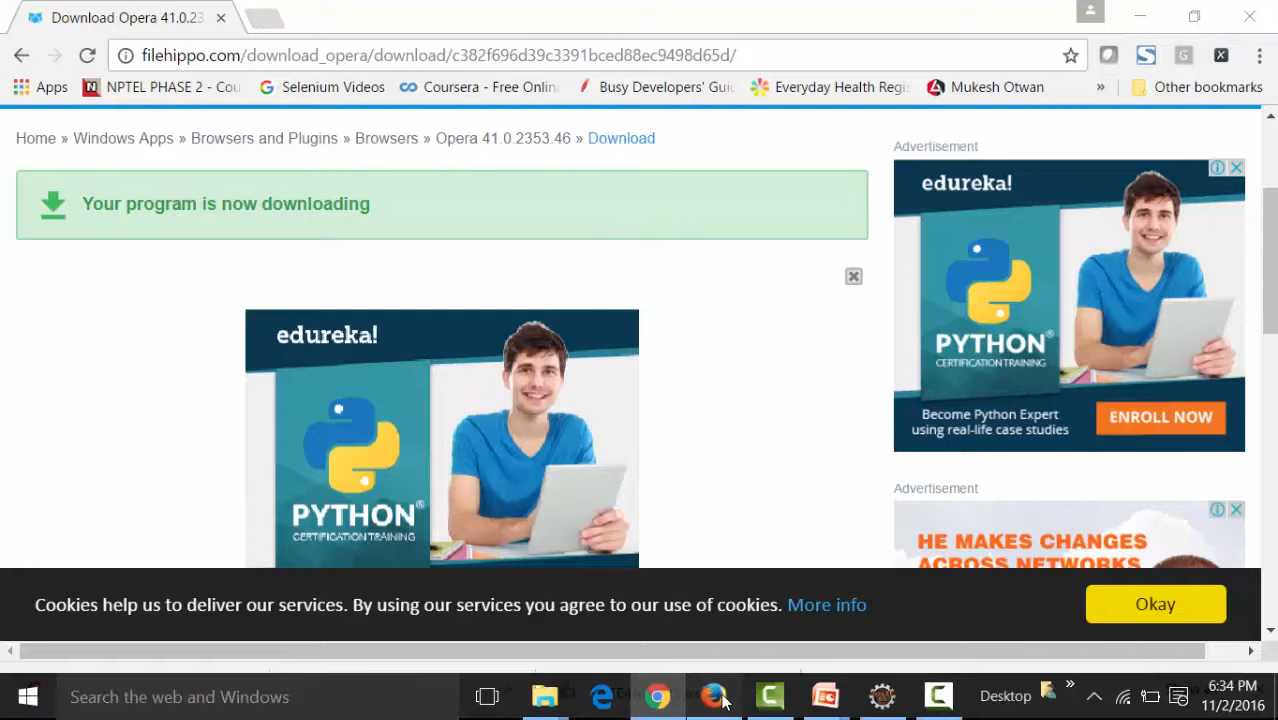 Download Opera 41.0.23
filehippo.com/download_opera/download/c382f696d39c3391bced88ec9498d65d/
Apps NPTEL PHASE 2 - Cou Selenium Videos Coursera - Free Onlin Busy Developers' Gui Everyday Health Regis Mukesh Otwan » Other bookmarks
Home » Windows Apps » Browsers and Plugins » Browsers » Opera 41.0.2353.46 » Download
Your program is now downloading
Advertisement
edureka!
PYTHON®
CERTIFICATION TRAINING
Become Python Expert
using real-life case studies
ENROLL NOW
edureka!
PYTHON®
CERTIFICATION TRAINING
Advertisement
HE MAKES CHANGES
ACROSS NETWORKS
Cookies help us to deliver our services. By using our services you agree to our use of cookies. More info
Okay
Search the web and Windows
Desktop »
6:34 PM
11/2/2016